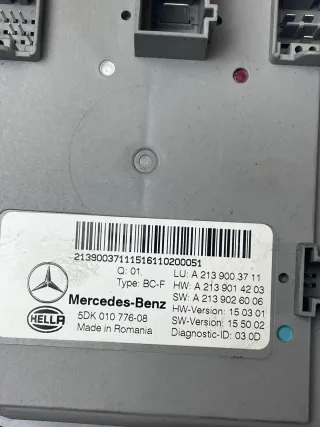 21390037111516110200051
Q: 01 LU: A 213 900 37 11
Type: BC-F HW: A 213 901 42 03
SW: A 213 902 60 06
Mercedes-Benz
HW-Version: 15 03 01
HELLA 5DK 010 776-08 SW-Version: 15 50 02
Made in Romania Diagnostic-ID: 03 0D